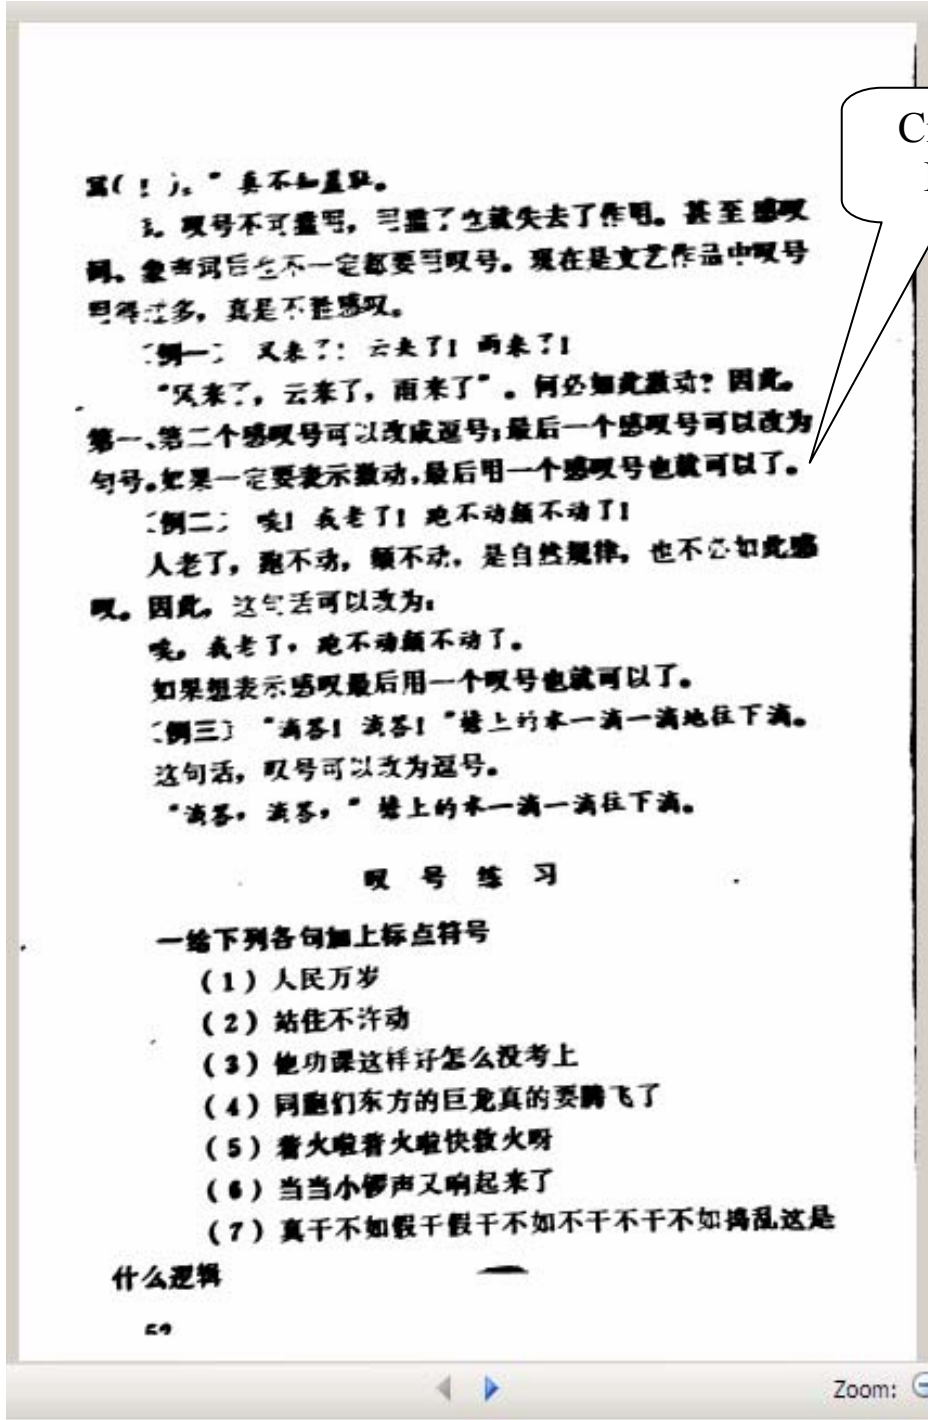 写(！)。"真不知羞耻。
3. 叹号不可滥写，写滥了也就失去了作用。甚至感叹
词、象声词后也不一定都要写叹号。现在是文艺作品中叹号
写得过多，真是不胜感叹。
〔例一〕 风来了！云来了！雨来了！
"风来了，云来了，雨来了"。何必如此激动？因此，
第一、第二个感叹号可以改成逗号；最后一个感叹号可以改为
句号。如果一定要表示激动，最后用一个感叹号也就可以了。
〔例二〕 唉！我老了！跑不动颠不动了！
人老了，跑不动，颠不动，是自然规律，也不必如此感
叹。因此，这句话可以改为：
唉，我老了，跑不动颠不动了。
如果想表示感叹最后用一个叹号也就可以了。
〔例三〕 "滴答！滴答！"墙上的水一滴一滴地往下滴。
这句话，叹号可以改为逗号。
"滴答，滴答，"墙上的水一滴一滴往下滴。
叹 号 练 习
一给下列各句加上标点符号
(1) 人民万岁
(2) 站住不许动
(3) 他功课这样好怎么没考上
(4) 同胞们东方的巨龙真的要腾飞了
(5) 着火啦着火啦快救火呀
(6) 当当小锣声又响起来了
(7) 真干不如假干假干不如不干不干不如捣乱这是
什么逻辑
Zoom: